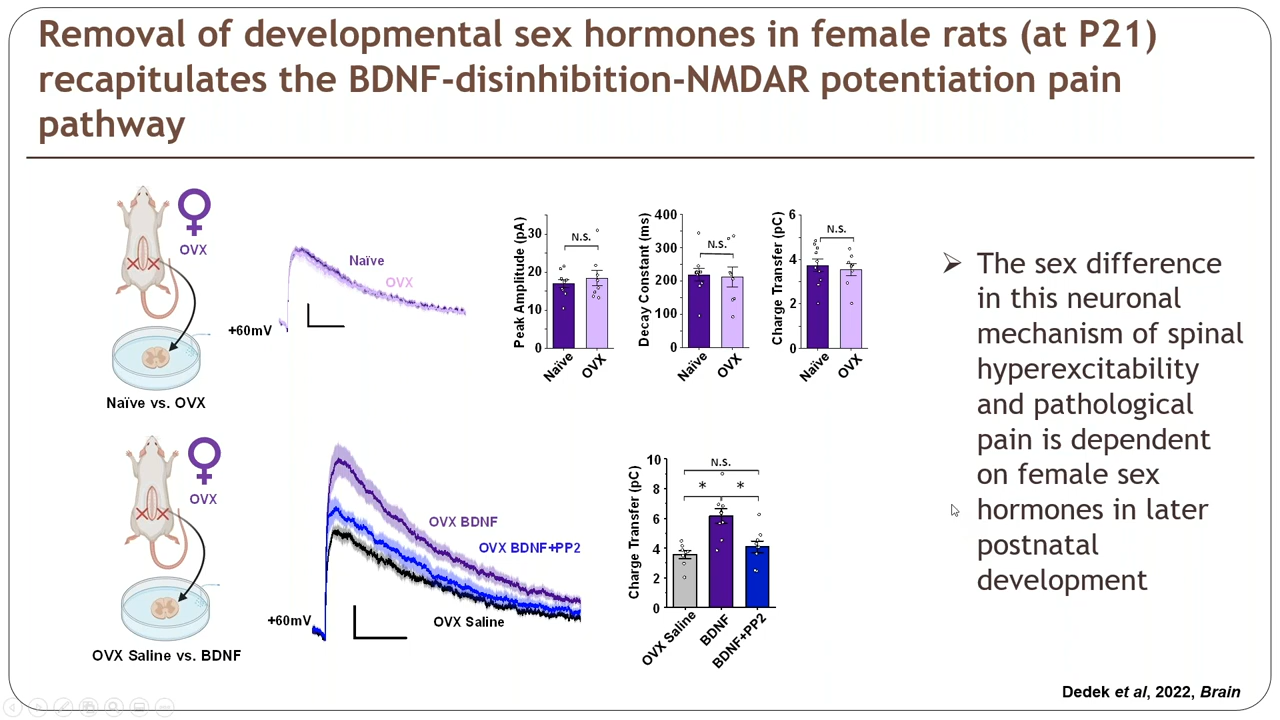 Removal of developmental sex hormones in female rats (at P21)
recapitulates the BDNF-disinhibition-NMDAR potentiation pain
pathway
OVX
Naïve vs. OVX
Naïve
OVX
+60mV
Peak Amplitude (pA)
30
20
10
0
N.S.
Naïve
OVX
Decay Constant (ms)
400
300
200
100
0
N.S.
Naïve
OVX
Charge Transfer (pC)
6
4
2
0
N.S.
Naïve
OVX
OVX
OVX Saline vs. BDNF
OVX BDNF
OVX BDNF+PP2
OVX Saline
+60mV
Charge Transfer (pC)
10
8
6
4
2
0
N.S.
* *
OVX Saline
BDNF
BDNF+PP2
➢ The sex difference
in this neuronal
mechanism of spinal
hyperexcitability
and pathological
pain is dependent
on female sex
hormones in later
postnatal
development
Dedek et al, 2022, Brain